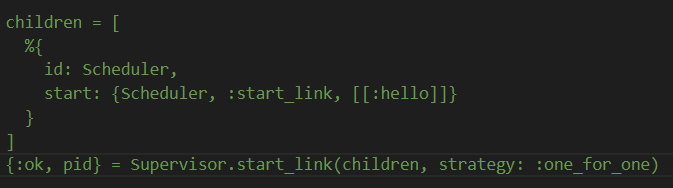 children = [
  %{
    id: Scheduler,
    start: {Scheduler, :start_link, [[:hello]]}
  }
]
{:ok, pid} = Supervisor.start_link(children, strategy: :one_for_one)